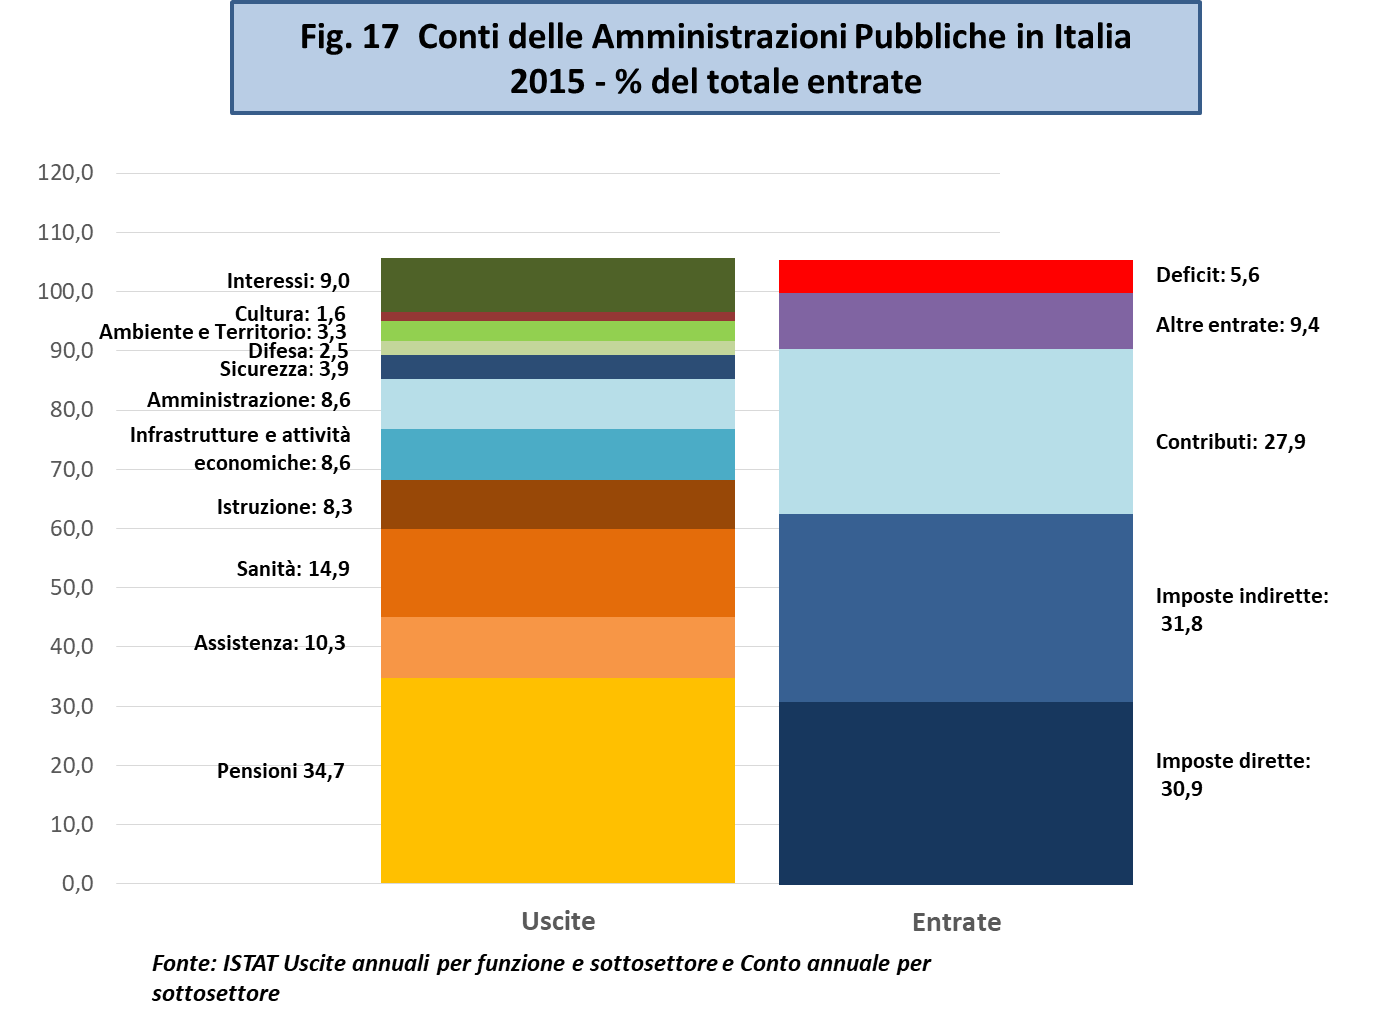 Fig. 17  Conti delle Amministrazioni Pubbliche in Italia
2015 - % del totale entrate
120,0
110,0
100,0
90,0
80,0
70,0
60,0
50,0
40,0
30,0
20,0
10,0
0,0
Interessi: 9,0
Cultura: 1,6
Ambiente e Territorio: 3,3
Difesa: 2,5
Sicurezza: 3,9
Amministrazione: 8,6
Infrastrutture e attività
economiche: 8,6
Istruzione: 8,3
Sanità: 14,9
Assistenza: 10,3
Pensioni 34,7
Deficit: 5,6
Altre entrate: 9,4
Contributi: 27,9
Imposte indirette:
31,8
Imposte dirette:
30,9
Uscite
Entrate
Fonte: ISTAT Uscite annuali per funzione e sottosettore e Conto annuale per
sottosettore